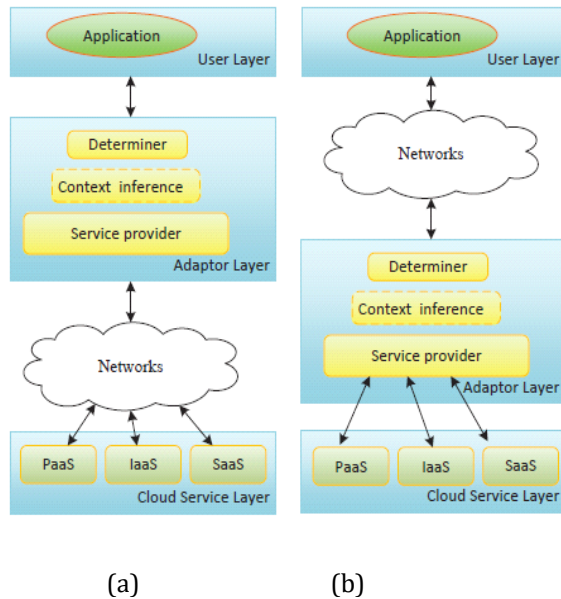 Application
User Layer
Determiner
Context inference
Service provider
Adaptor Layer
Networks
PaaS
IaaS
SaaS
Cloud Service Layer
(a)
Application
User Layer
Networks
Determiner
Context inference
Service provider
Adaptor Layer
PaaS
IaaS
SaaS
Cloud Service Layer
(b)